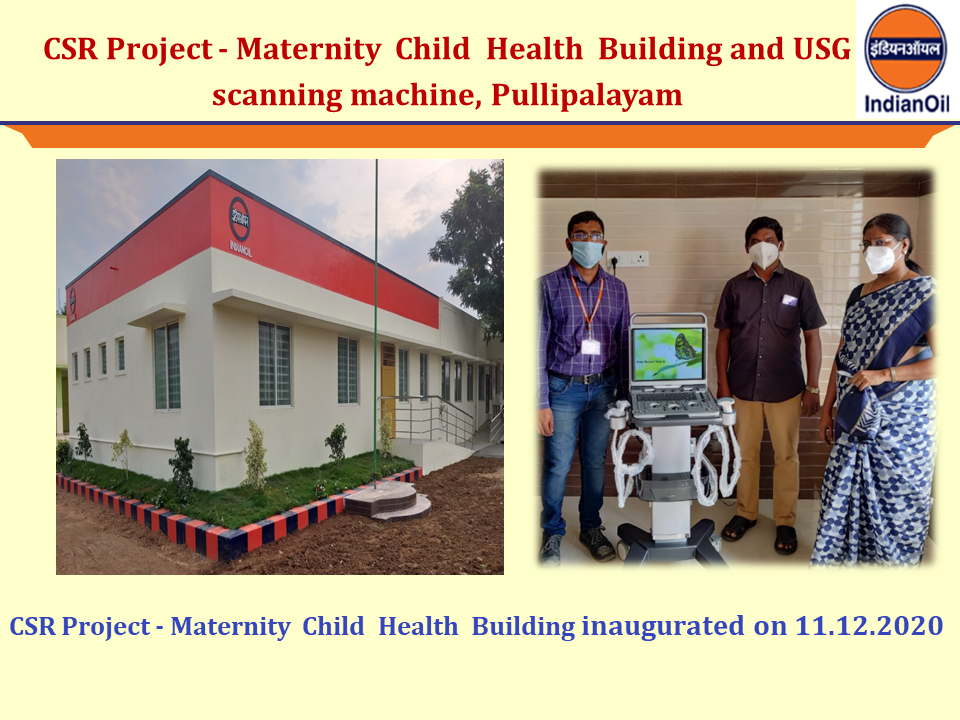 CSR Project - Maternity Child Health Building and USG
scanning machine, Pullipalayam
इंडियनऑयल
IndianOil
INDIANOIL
CSR Project - Maternity Child Health Building inaugurated on 11.12.2020